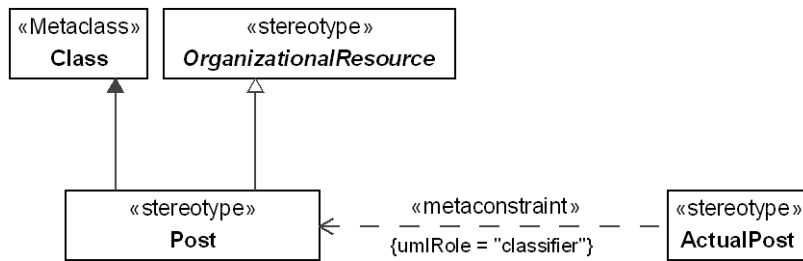 «Metaclass»
Class
«stereotype»
OrganizationalResource
«stereotype»
Post
«metaconstraint»
{umlRole = "classifier"}
«stereotype»
ActualPost